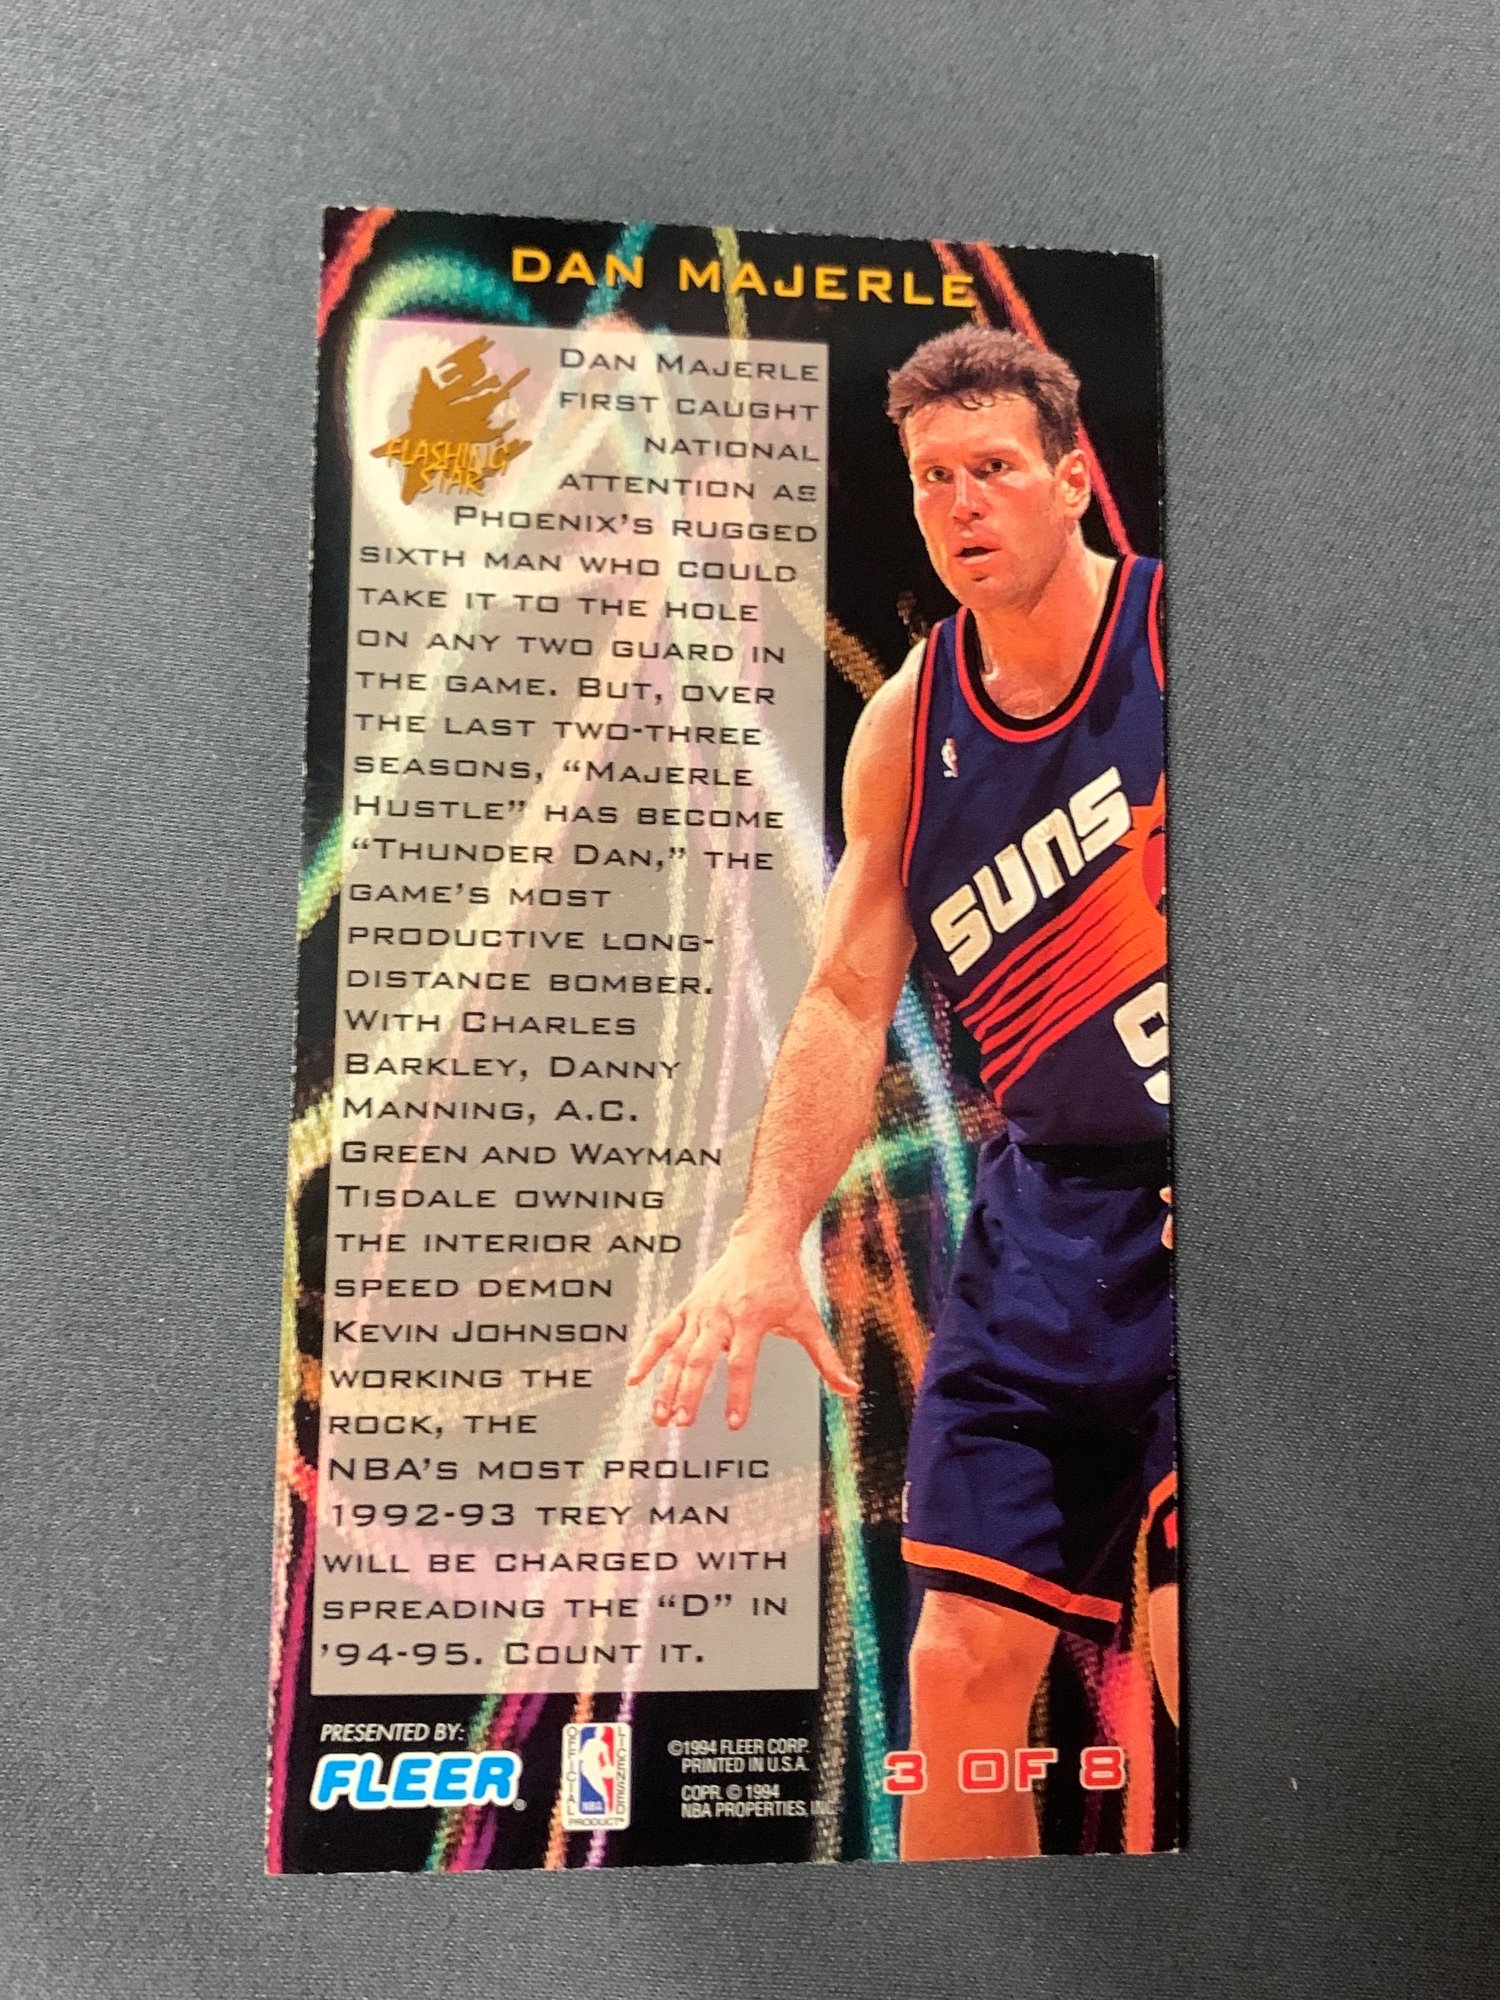 DAN MAJERLE
FLASHING
STAR
DAN MAJERLE
FIRST CAUGHT
NATIONAL
ATTENTION AS
PHOENIX'S RUGGED
SIXTH MAN WHO COULD
TAKE IT TO THE HOLE
ON ANY TWO GUARD IN
THE GAME. BUT, OVER
THE LAST TWO-THREE
SEASONS, “MAJERLE
HUSTLE” HAS BECOME
“THUNDER DAN,” THE
GAME'S MOST
PRODUCTIVE LONG-
DISTANCE BOMBER.
WITH CHARLES
BARKLEY, DANNY
MANNING, A.C.
GREEN AND WAYMAN
TISDALE OWNING
THE INTERIOR AND
SPEED DEMON
KEVIN JOHNSON
WORKING THE
ROCK, THE
NBA'S MOST PROLIFIC
1992-93 TREY MAN
WILL BE CHARGED WITH
SPREADING THE “D” IN
'94-95. COUNT IT.
SUNS
9
PRESENTED BY:
FLEER®
OFFICIAL
LICENSED
NBA
PRODUCT
©1994 FLEER CORP.
PRINTED IN U.S.A.
COPR. © 1994
NBA PROPERTIES, INC.
3 OF 8